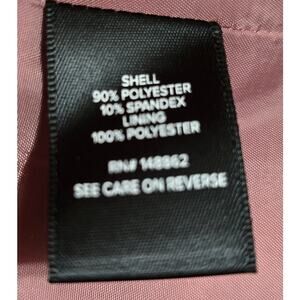 SHELL
90% POLYESTER
10% SPANDEX
LINING
100% POLYESTER
RN# 148862
SEE CARE ON REVERSE